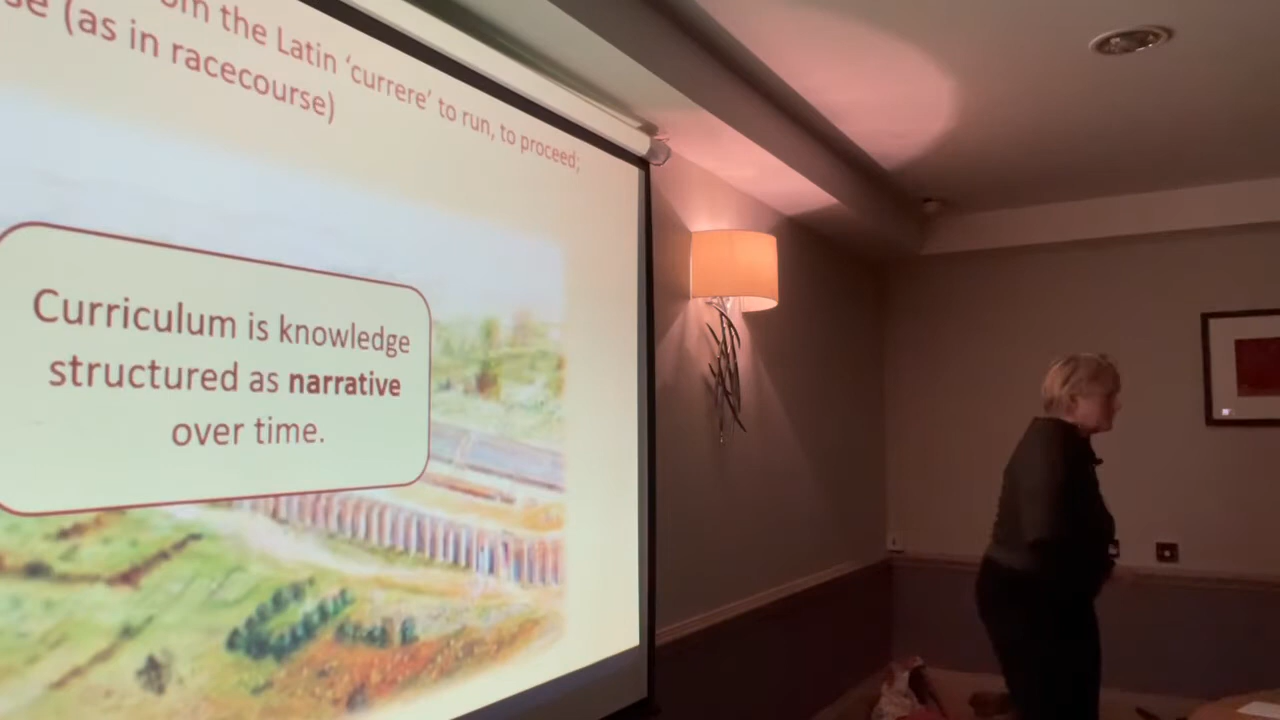 the Latin ‘currere’ to run, to proceed;
(as in racecourse)
Curriculum is knowledge
structured as narrative
over time.